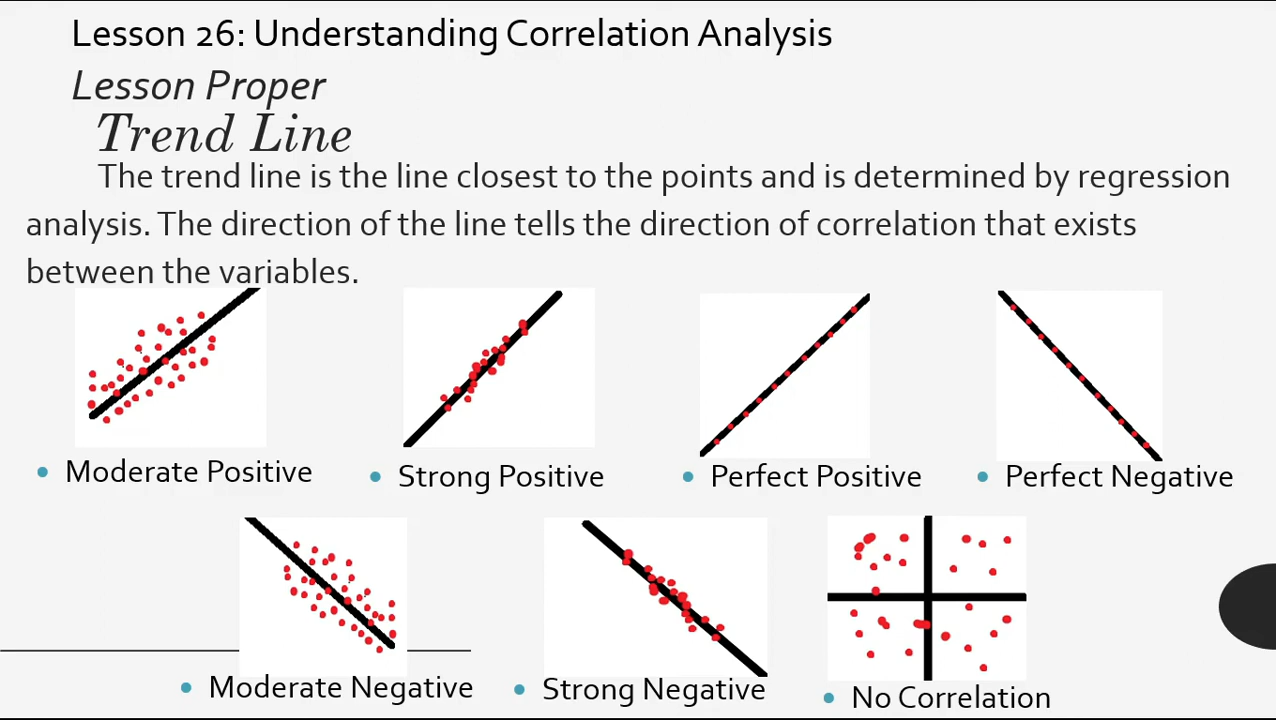 Lesson 26: Understanding Correlation Analysis
Lesson Proper
Trend Line
The trend line is the line closest to the points and is determined by regression
analysis. The direction of the line tells the direction of correlation that exists
between the variables.
• Moderate Positive
• Strong Positive
• Perfect Positive
• Perfect Negative
• Moderate Negative
• Strong Negative
• No Correlation